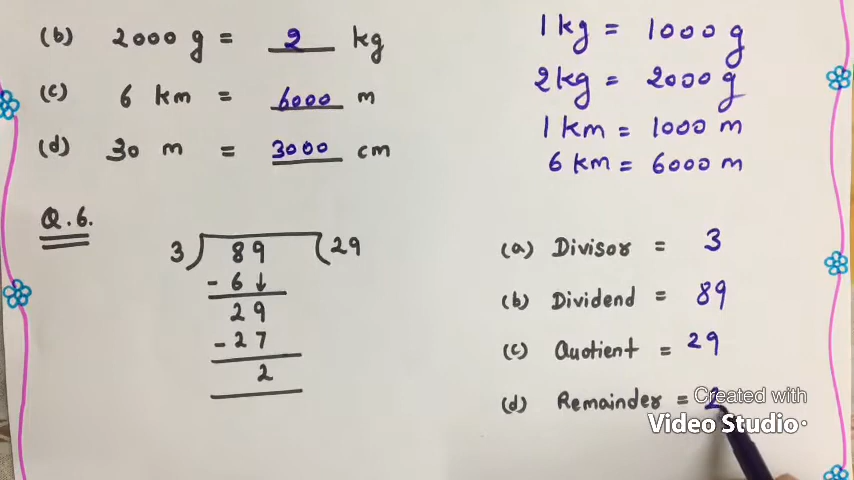 (b) 2000 g = 2 kg
(c) 6 km = 6000 m
(d) 30 m = 3000 cm
1 kg = 1000 g
2 kg = 2000 g
1 km = 1000 m
6 km = 6000 m
Q.6.
3 ) 89 ( 29
- 6 ↓
29
- 27
2
(a) Divisor = 3
(b) Dividend = 89
(c) Quotient = 29
(d) Remainder = 2
Created with
Video Studio